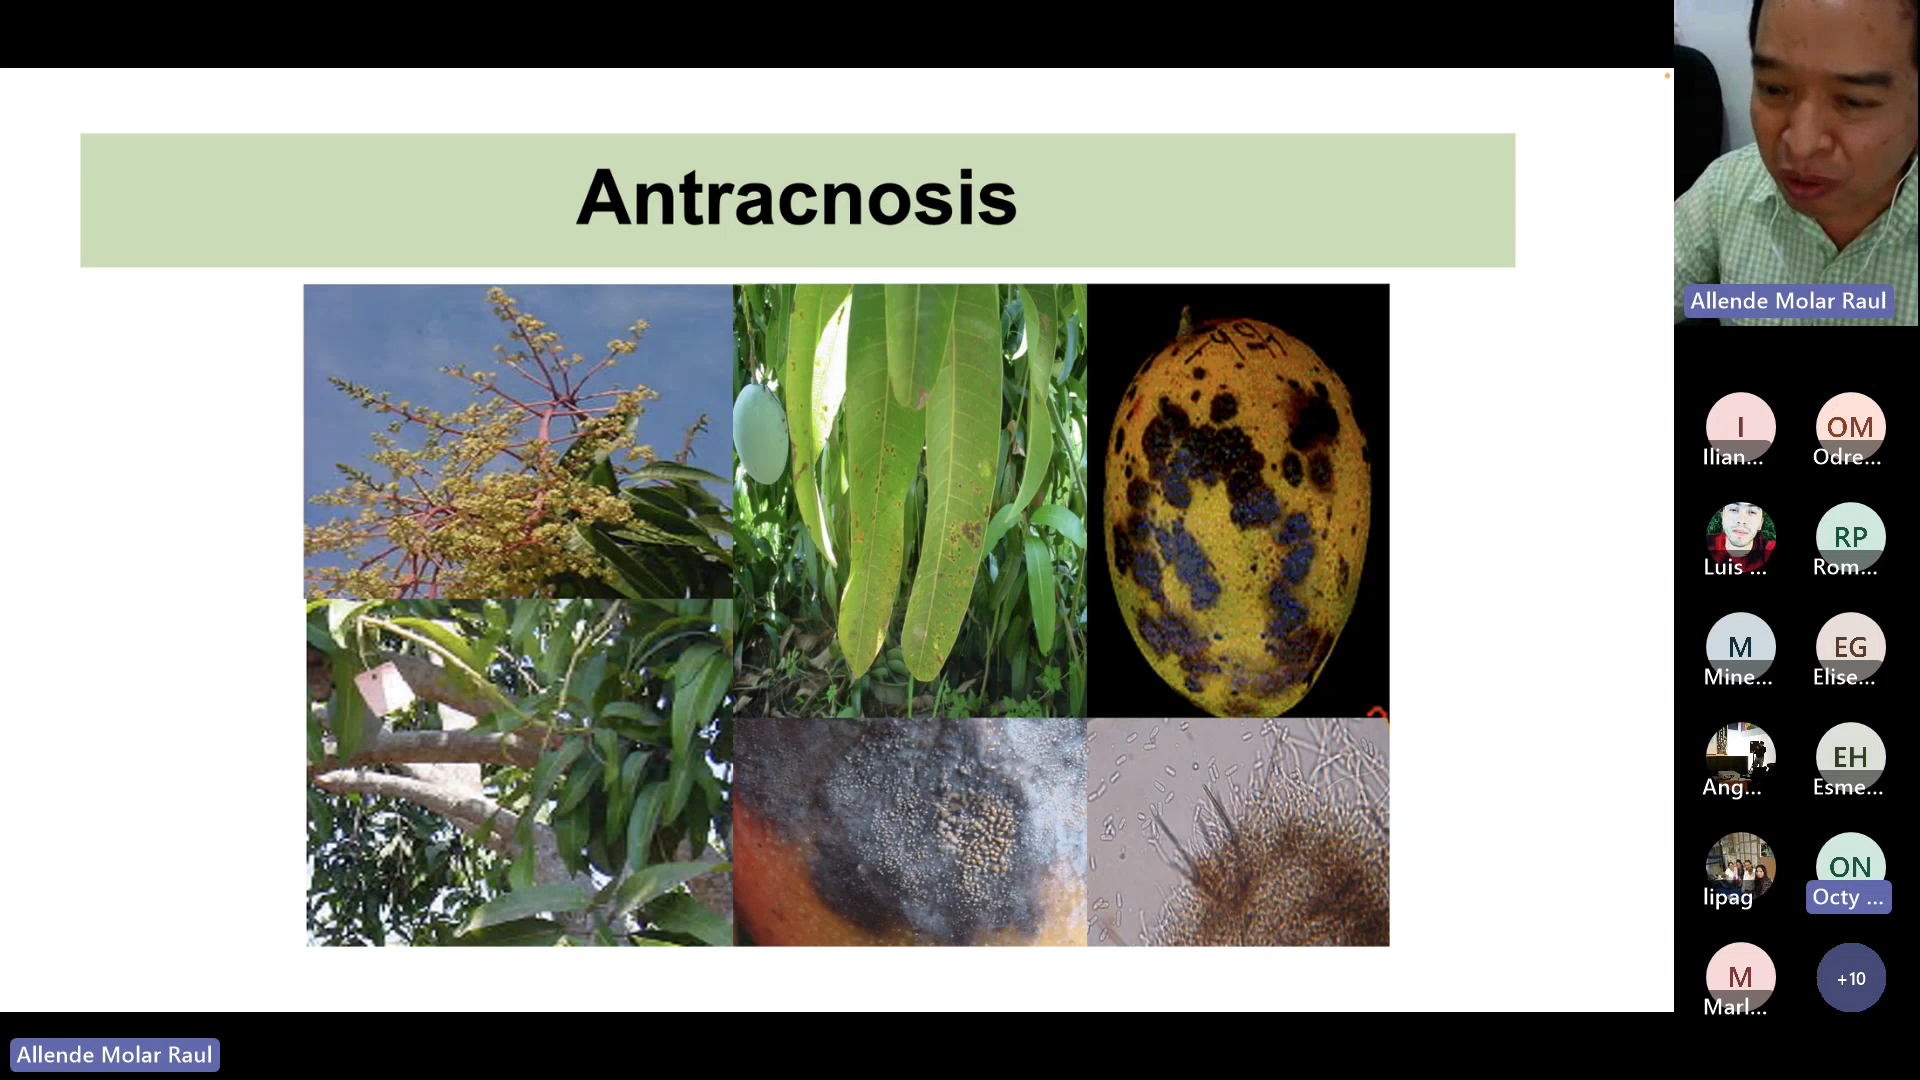 Antracnosis
Allende Molar Raul
I
Ilian...
OM
Odre...
Luis ...
RP
Rom...
M
Mine...
EG
Elise...
Ang...
EH
Esme...
lipag
ON
Octy ...
M
Marl...
+10
Allende Molar Raul